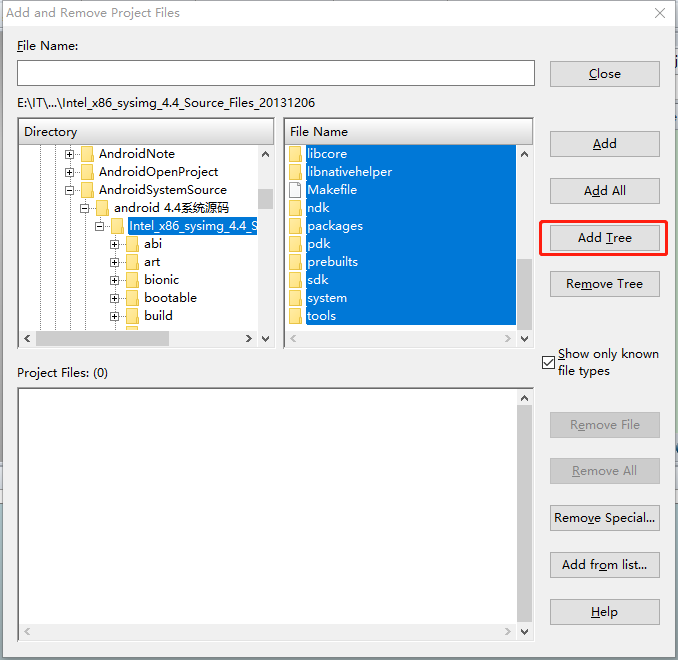 Add and Remove Project Files
File Name:
Close
E:\IT\...\Intel_x86_sysimg_4.4_Source_Files_20131206
Directory
File Name
AndroidNote
AndroidOpenProject
AndroidSystemSource
android 4.4系统源码
Intel_x86_sysimg_4.4_S
abi
art
bionic
bootable
build
libcore
libnativehelper
Makefile
ndk
packages
pdk
prebuilts
sdk
system
tools
Add
Add All
Add Tree
Remove Tree
Show only known
file types
Project Files: (0)
Remove File
Remove All
Remove Special...
Add from list...
Help